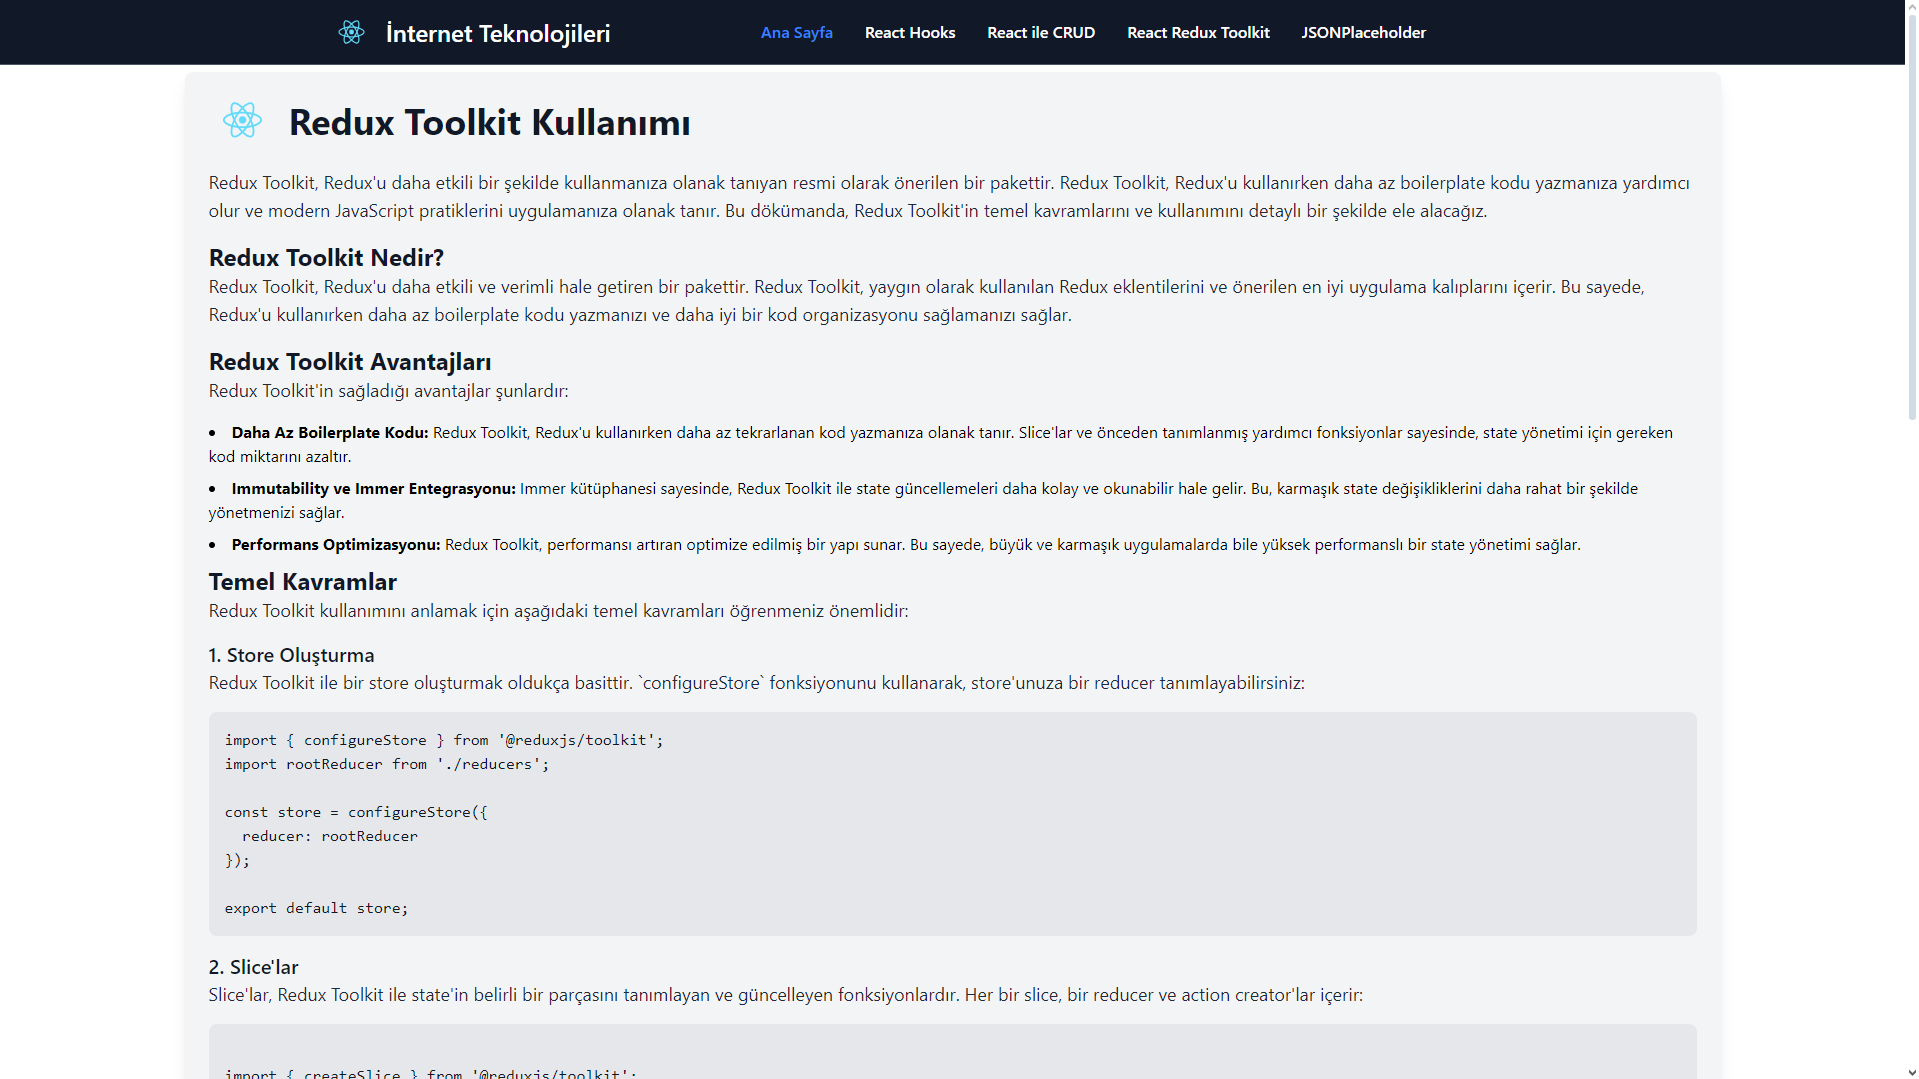 İnternet Teknolojileri
Ana Sayfa
React Hooks
React ile CRUD
React Redux Toolkit
JSONPlaceholder
Redux Toolkit Kullanımı
Redux Toolkit, Redux'u daha etkili bir şekilde kullanmanıza olanak tanıyan resmi olarak önerilen bir pakettir. Redux Toolkit, Redux'u kullanırken daha az boilerplate kodu yazmanıza yardımcı
olur ve modern JavaScript pratiklerini uygulamanıza olanak tanır. Bu dökümanda, Redux Toolkit'in temel kavramlarını ve kullanımını detaylı bir şekilde ele alacağız.
Redux Toolkit Nedir?
Redux Toolkit, Redux'u daha etkili ve verimli hale getiren bir pakettir. Redux Toolkit, yaygın olarak kullanılan Redux eklentilerini ve önerilen en iyi uygulama kalıplarını içerir. Bu sayede,
Redux'u kullanırken daha az boilerplate kodu yazmanızı ve daha iyi bir kod organizasyonu sağlamanızı sağlar.
Redux Toolkit Avantajları
Redux Toolkit'in sağladığı avantajlar şunlardır:
• Daha Az Boilerplate Kodu: Redux Toolkit, Redux'u kullanırken daha az tekrarlanan kod yazmanıza olanak tanır. Slice'lar ve önceden tanımlanmış yardımcı fonksiyonlar sayesinde, state yönetimi için gereken
kod miktarını azaltır.
• Immutability ve Immer Entegrasyonu: Immer kütüphanesi sayesinde, Redux Toolkit ile state güncellemeleri daha kolay ve okunabilir hale gelir. Bu, karmaşık state değişikliklerini daha rahat bir şekilde
yönetmenizi sağlar.
• Performans Optimizasyonu: Redux Toolkit, performansı artıran optimize edilmiş bir yapı sunar. Bu sayede, büyük ve karmaşık uygulamalarda bile yüksek performanslı bir state yönetimi sağlar.
Temel Kavramlar
Redux Toolkit kullanımını anlamak için aşağıdaki temel kavramları öğrenmeniz önemlidir:
1. Store Oluşturma
Redux Toolkit ile bir store oluşturmak oldukça basittir. `configureStore` fonksiyonunu kullanarak, store'unuza bir reducer tanımlayabilirsiniz:
import { configureStore } from '@reduxjs/toolkit';
import rootReducer from './reducers';
const store = configureStore({
  reducer: rootReducer
});
export default store;
2. Slice'lar
Slice'lar, Redux Toolkit ile state'in belirli bir parçasını tanımlayan ve güncelleyen fonksiyonlardır. Her bir slice, bir reducer ve action creator'lar içerir:
import { createSlice } from '@reduxjs/toolkit';